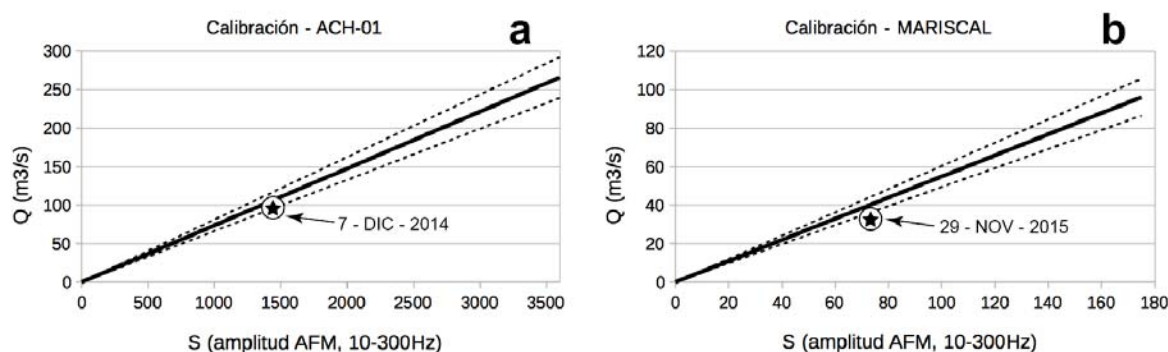 Calibración - ACH-01
a
300
250
200
150
100
50
0
Q (m3/s)
7 - DIC - 2014
0 500 1000 1500 2000 2500 3000 3500
S (amplitud AFM, 10-300Hz)
Calibración - MARISCAL
b
120
100
80
60
40
20
0
Q (m3/s)
29 - NOV - 2015
0 20 40 60 80 100 120 140 160 180
S (amplitud AFM, 10-300Hz)